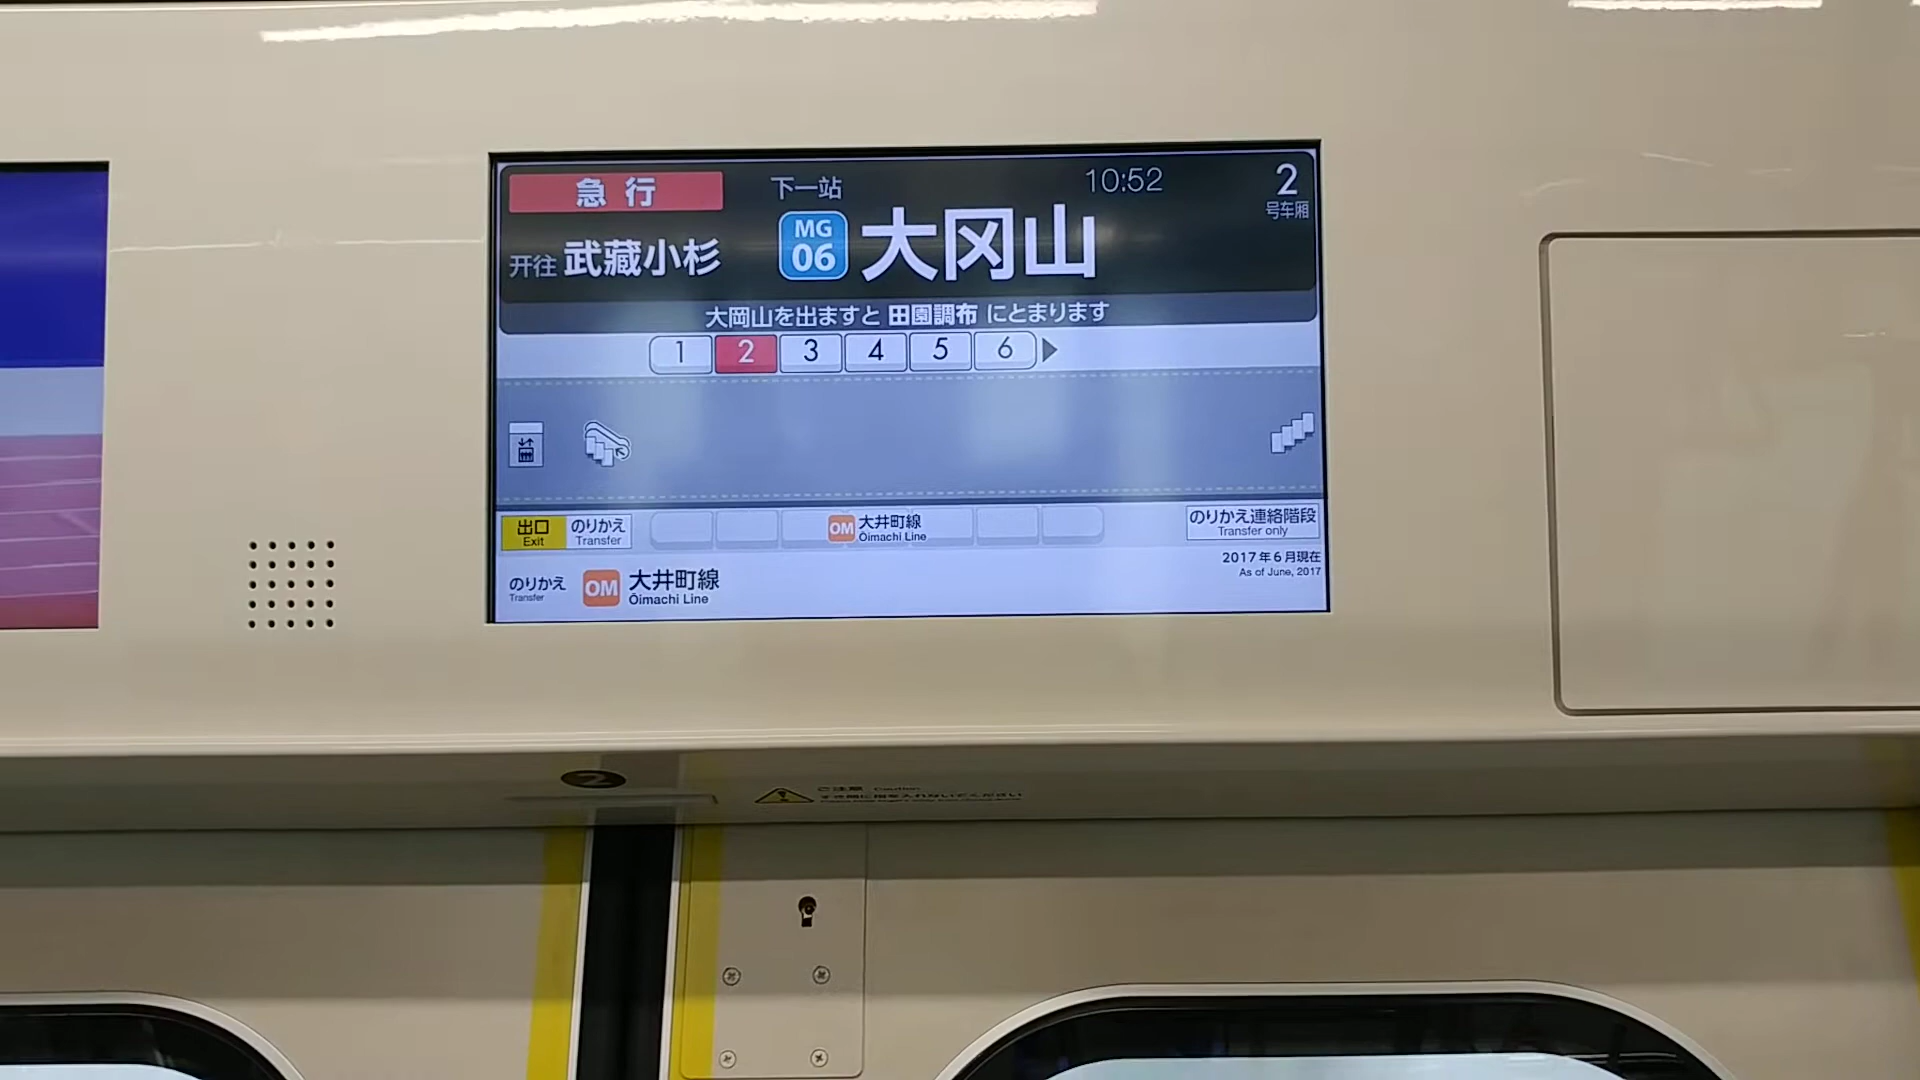 急行
下一站
10:52
2
号车厢
开往 武藏小杉
MG
06
大冈山
大岡山を出ますと 田園調布 にとまります
1 2 3 4 5 6
出口
Exit
のりかえ
Transfer
OM 大井町線
Ōimachi Line
のりかえ連絡階段
Transfer only
2017年6月現在
As of June, 2017
のりかえ
Transfer
OM 大井町線
Ōimachi Line
2
ご注意 Caution